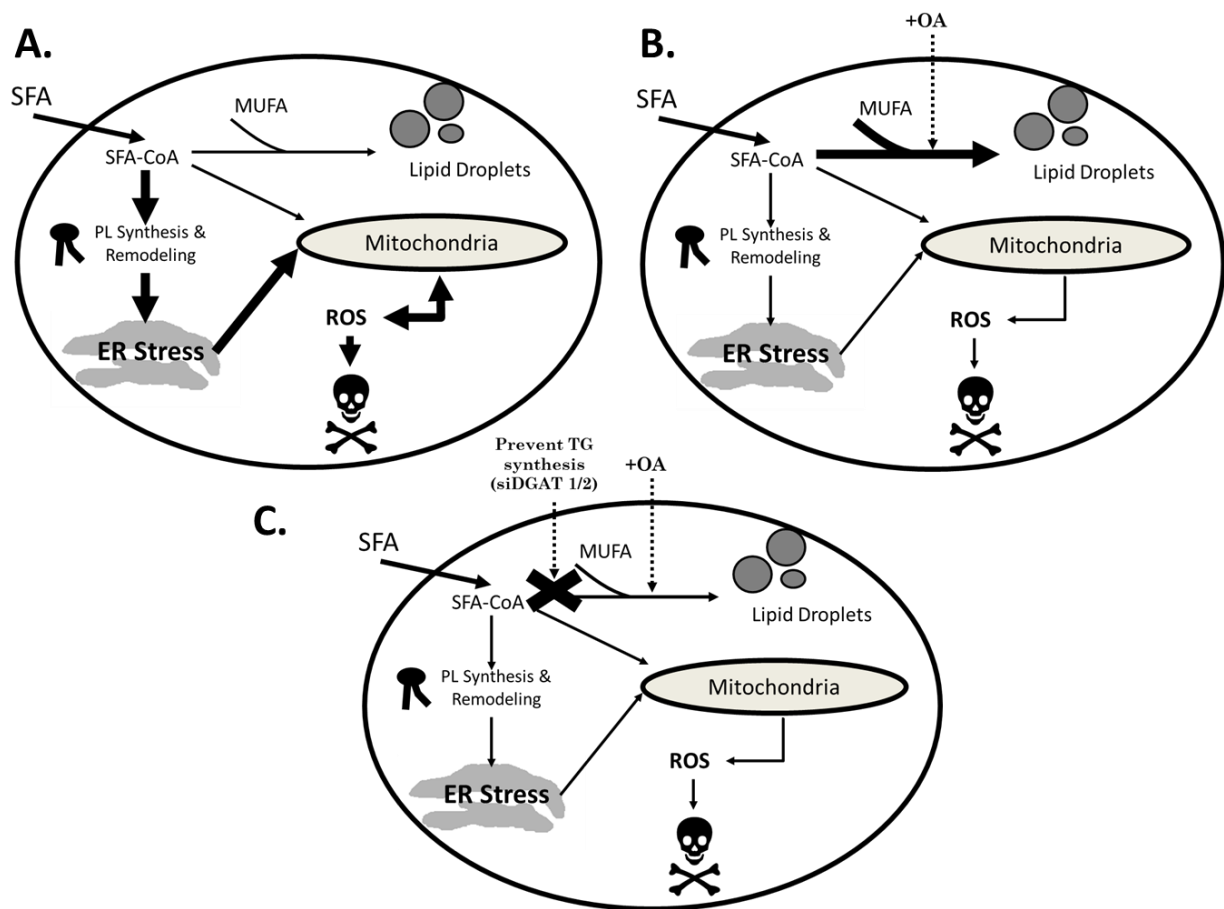 A.
SFA
MUFA
SFA-CoA
Lipid Droplets
PL Synthesis &
Remodeling
Mitochondria
ER Stress
ROS
B.
+OA
SFA
MUFA
SFA-CoA
Lipid Droplets
PL Synthesis &
Remodeling
Mitochondria
ER Stress
ROS
C.
Prevent TG
synthesis
(siDGAT 1/2)
+OA
SFA
MUFA
SFA-CoA
Lipid Droplets
PL Synthesis &
Remodeling
Mitochondria
ER Stress
ROS